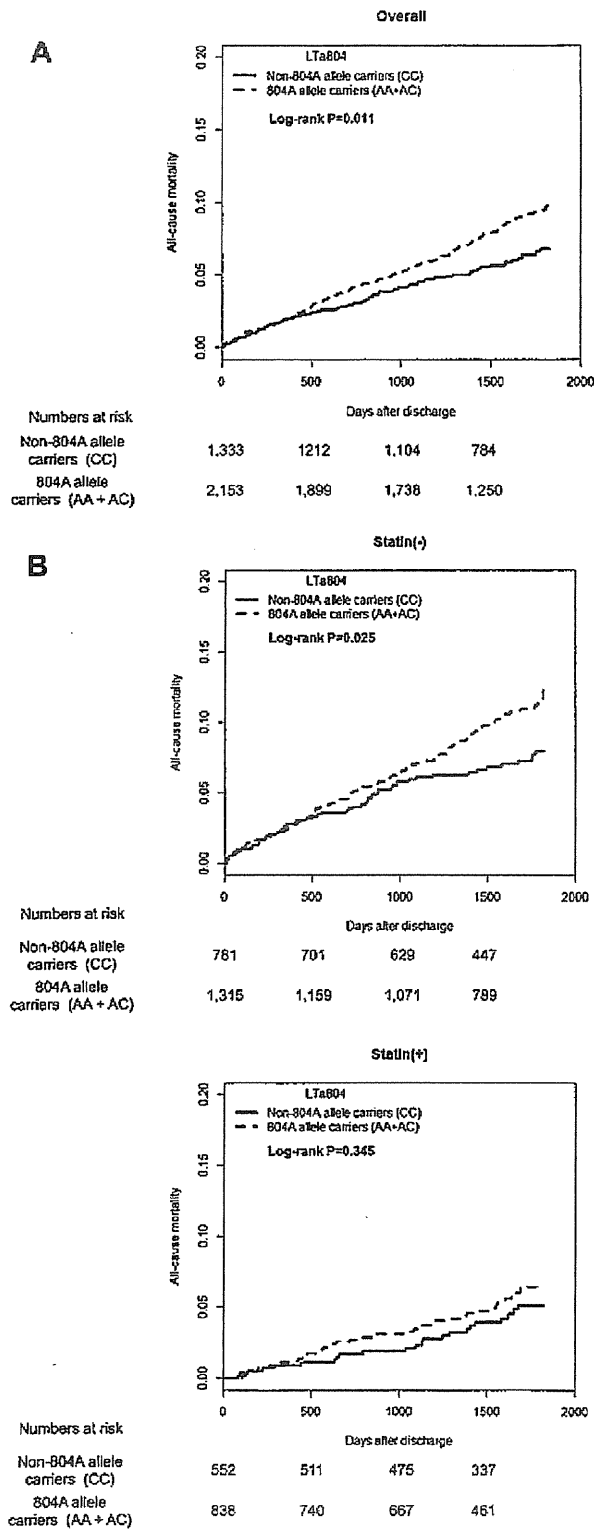 Overall
A
LTa804
Non-804A allele carriers (CC)
804A allele carriers (AA+AC)
Log-rank P=0.011
All-cause mortality
0.20
0.15
0.10
0.05
0.00
0 500 1000 1500 2000
Days after discharge
Numbers at risk
Non-804A allele carriers (CC) 1,333 1212 1,104 784
804A allele carriers (AA + AC) 2,153 1,899 1,738 1,250
Statin(-)
B
LTa804
Non-804A allele carriers (CC)
804A allele carriers (AA+AC)
Log-rank P=0.025
All-cause mortality
0.20
0.15
0.10
0.05
0.00
0 500 1000 1500 2000
Days after discharge
Numbers at risk
Non-804A allele carriers (CC) 781 701 629 447
804A allele carriers (AA + AC) 1,315 1,159 1,071 789
Statin(+)
LTa804
Non-804A allele carriers (CC)
804A allele carriers (AA+AC)
Log-rank P=0.345
All-cause mortality
0.20
0.15
0.10
0.05
0.00
0 500 1000 1500 2000
Days after discharge
Numbers at risk
Non-804A allele carriers (CC) 552 511 475 337
804A allele carriers (AA + AC) 838 740 667 461